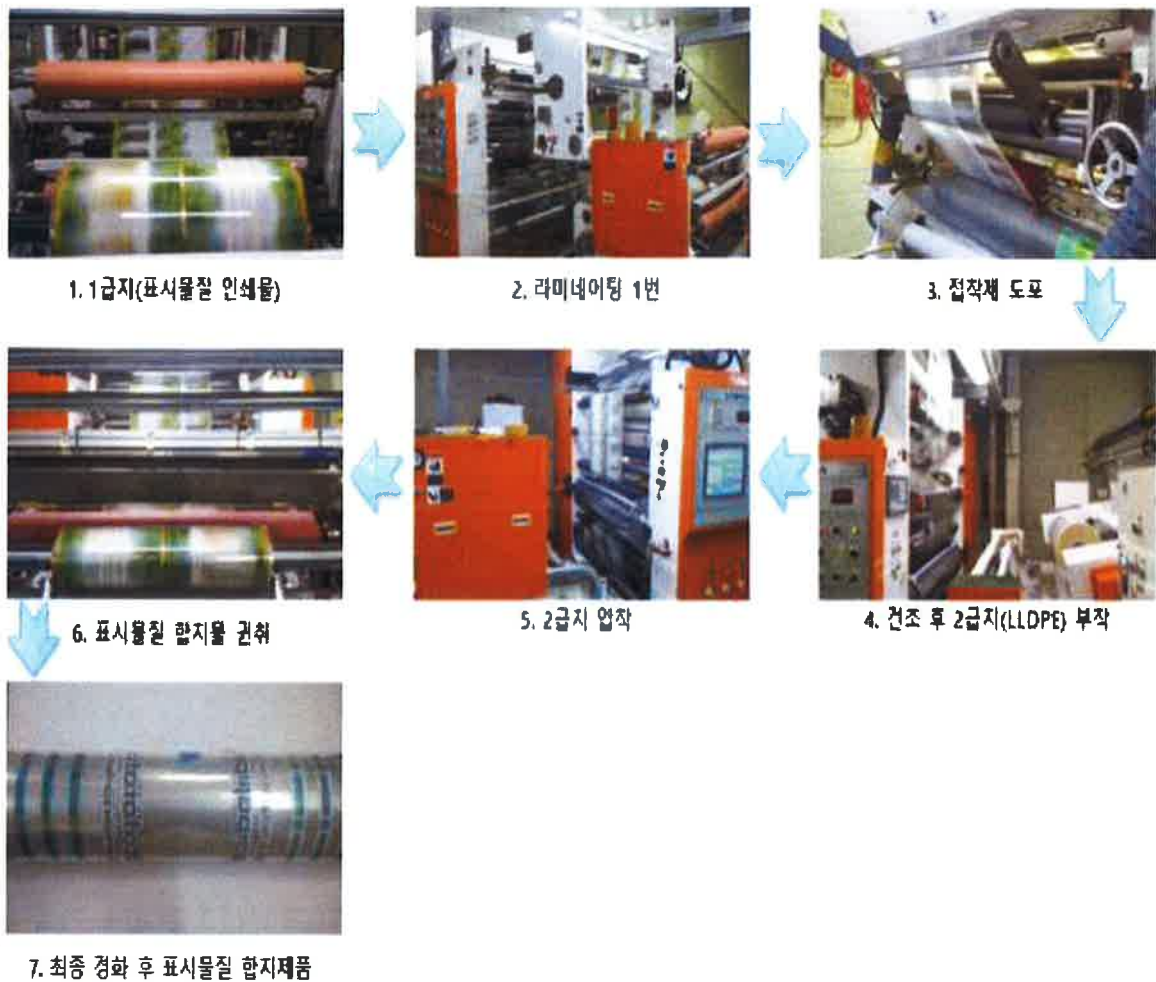 1. 1급지(표시물질 인쇄물)
2. 라미네이팅 1번
3. 접착제 도포
4. 건조 후 2급지(LLDPE) 부착
5. 2급지 압착
6. 표시물질 합지물 권취
7. 최종 경화 후 표시물질 합지제품